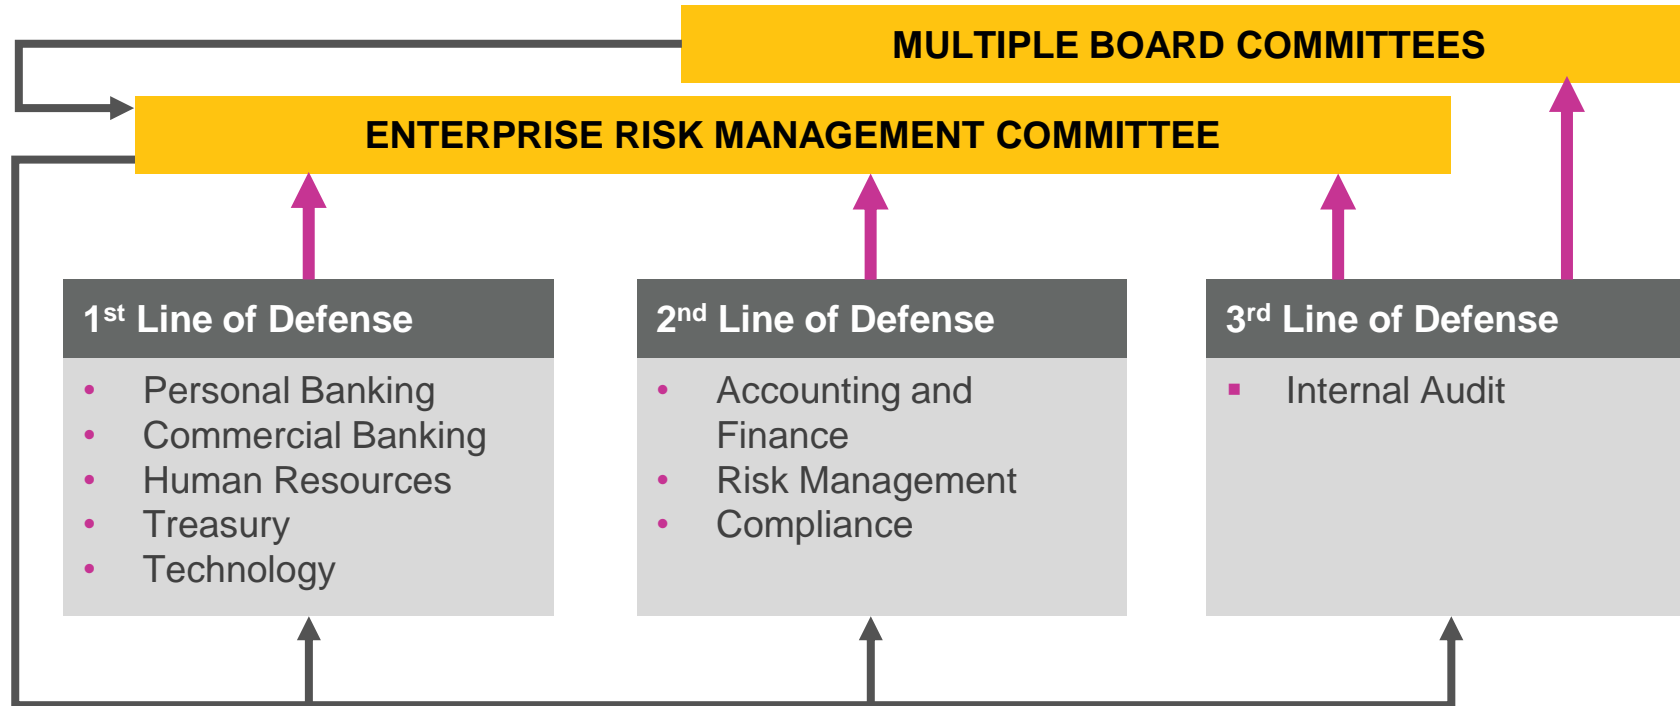 MULTIPLE BOARD COMMITTEES
ENTERPRISE RISK MANAGEMENT COMMITTEE
1st Line of Defense
• Personal Banking
• Commercial Banking
• Human Resources
• Treasury
• Technology
2nd Line of Defense
• Accounting and
Finance
• Risk Management
• Compliance
3rd Line of Defense
▪ Internal Audit